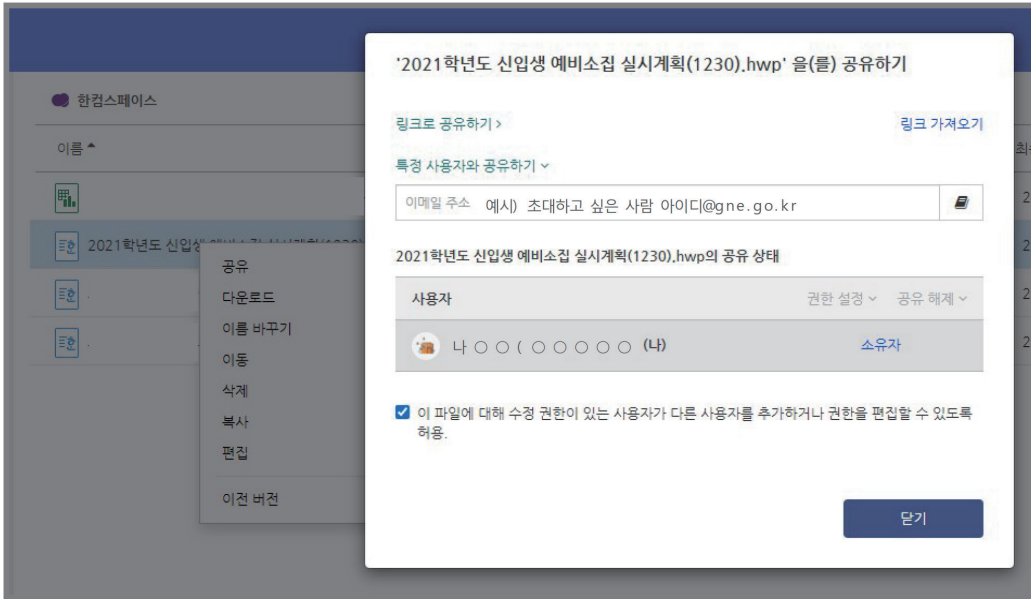 한컴스페이스
이름
2021학년도 신입생
공유
다운로드
이름 바꾸기
이동
삭제
복사
편집
이전 버전
'2021학년도 신입생 예비소집 실시계획(1230).hwp' 을(를) 공유하기
링크로 공유하기 >
링크 가져오기
특정 사용자와 공유하기
이메일 주소 예시) 초대하고 싶은 사람 아이디@gne.go.kr
2021학년도 신입생 예비소집 실시계획(1230).hwp의 공유 상태
사용자 권한 설정 공유 해제
나 ○ ○ ( ○ ○ ○ ○ ○ (나) 소유자
이 파일에 대해 수정 권한이 있는 사용자가 다른 사용자를 추가하거나 권한을 편집할 수 있도록
허용.
닫기